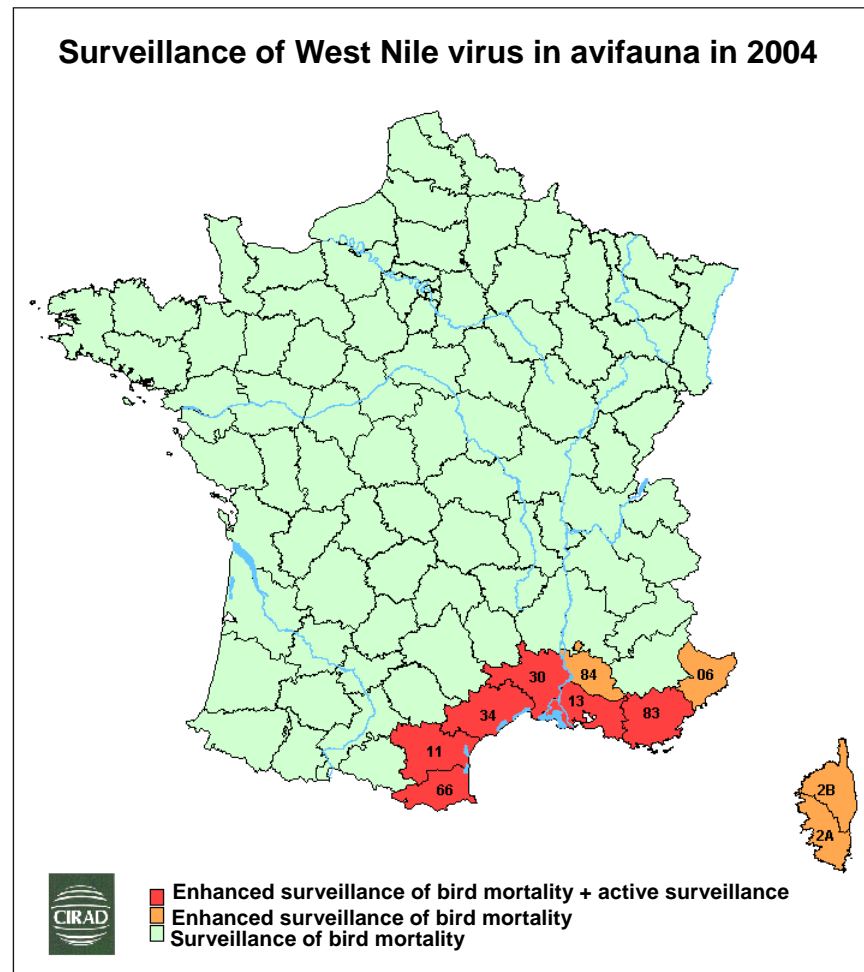 Surveillance of West Nile virus in avifauna in 2004
84
06
30
13
83
34
11
66
2B
2A
CIRAD
Enhanced surveillance of bird mortality + active surveillance
Enhanced surveillance of bird mortality
Surveillance of bird mortality